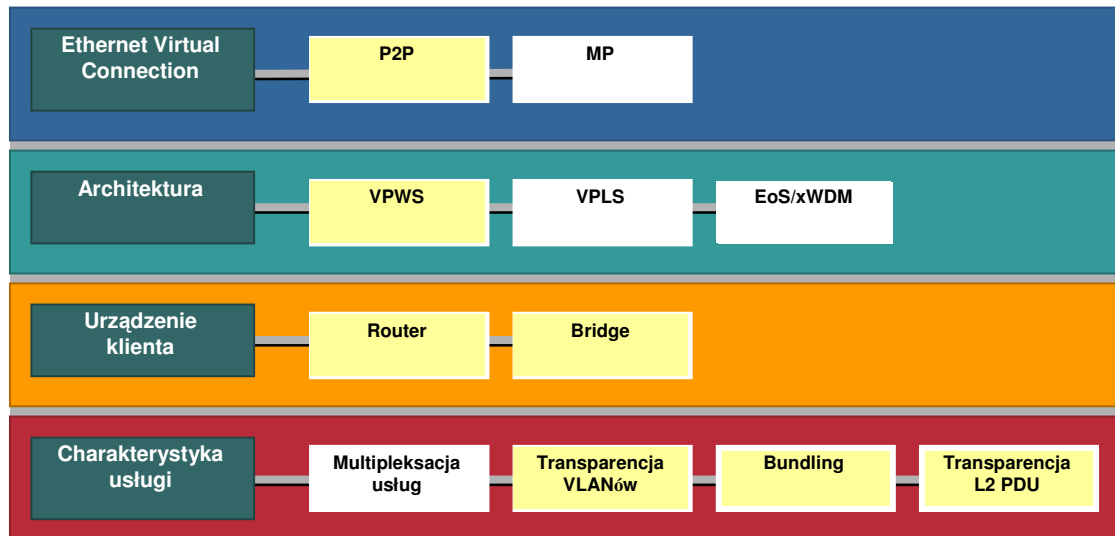 Ethernet Virtual
Connection
P2P
MP
Architektura
VPWS
VPLS
EoS/xWDM
Urządzenie
klienta
Router
Bridge
Charakterystyka
usługi
Multipleksacja
usług
Transparencja
VLANów
Bundling
Transparencja
L2 PDU